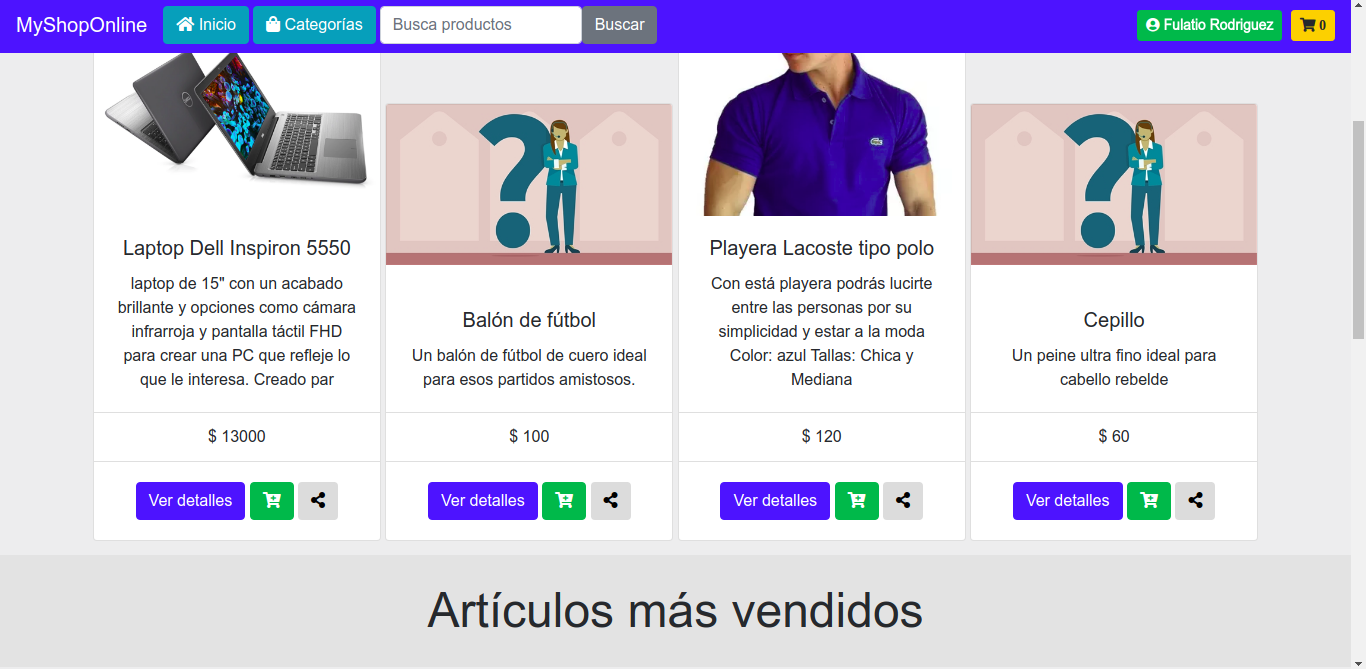 MyShopOnline Inicio Categorías Busca productos Buscar Fulatio Rodriguez 0
Laptop Dell Inspiron 5550
laptop de 15" con un acabado
brillante y opciones como cámara
infrarroja y pantalla táctil FHD
para crear una PC que refleje lo
que le interesa. Creado par
$ 13000
Ver detalles
Balón de fútbol
Un balón de fútbol de cuero ideal
para esos partidos amistosos.
$ 100
Ver detalles
Playera Lacoste tipo polo
Con está playera podrás lucirte
entre las personas por su
simplicidad y estar a la moda
Color: azul Tallas: Chica y
Mediana
$ 120
Ver detalles
Cepillo
Un peine ultra fino ideal para
cabello rebelde
$ 60
Ver detalles
Artículos más vendidos